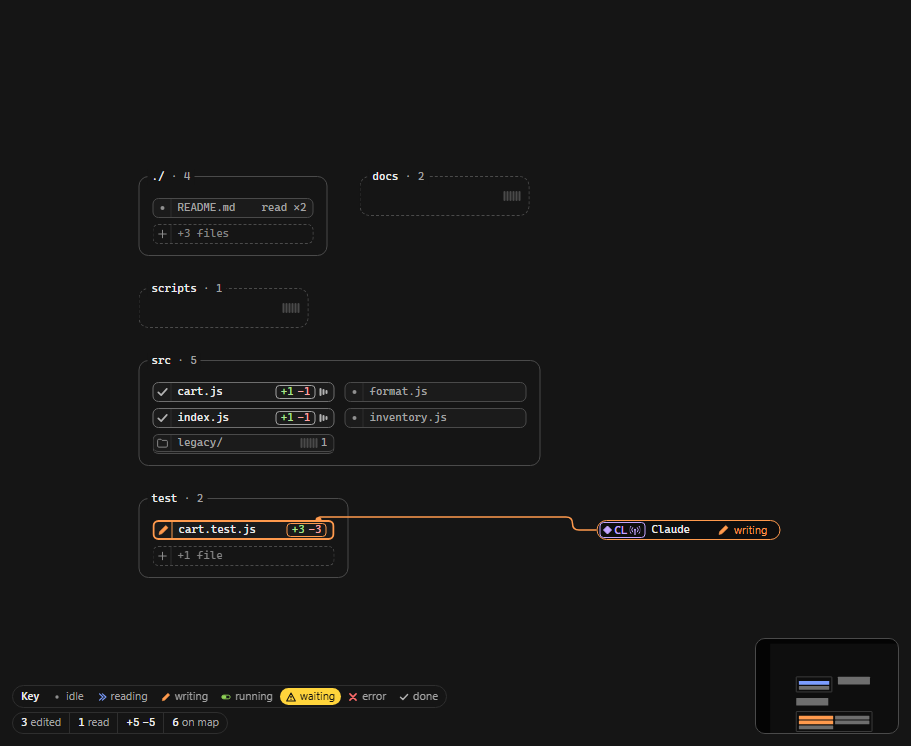 ./ · 4
docs · 2
README.md read ×2
+3 files
scripts · 1
src · 5
cart.js +1 −1
format.js
index.js +1 −1
inventory.js
legacy/ 1
test · 2
cart.test.js +3 −3
CL Claude writing
+1 file
Key idle reading writing running waiting error done
3 edited 1 read +5 −5 6 on map